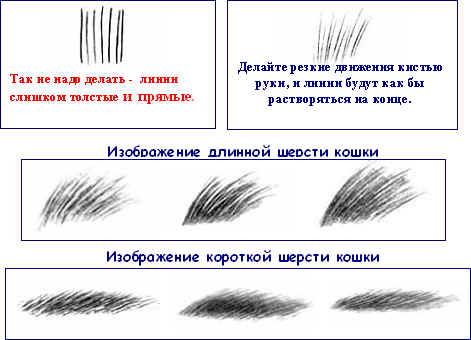 Так не надо делать - линии
слишком толстые и прямые.
Делайте резкие движения кистью
руки, и линии будут как бы
растворяться на конце.
Изображение длинной шерсти кошки
Изображение короткой шерсти кошки